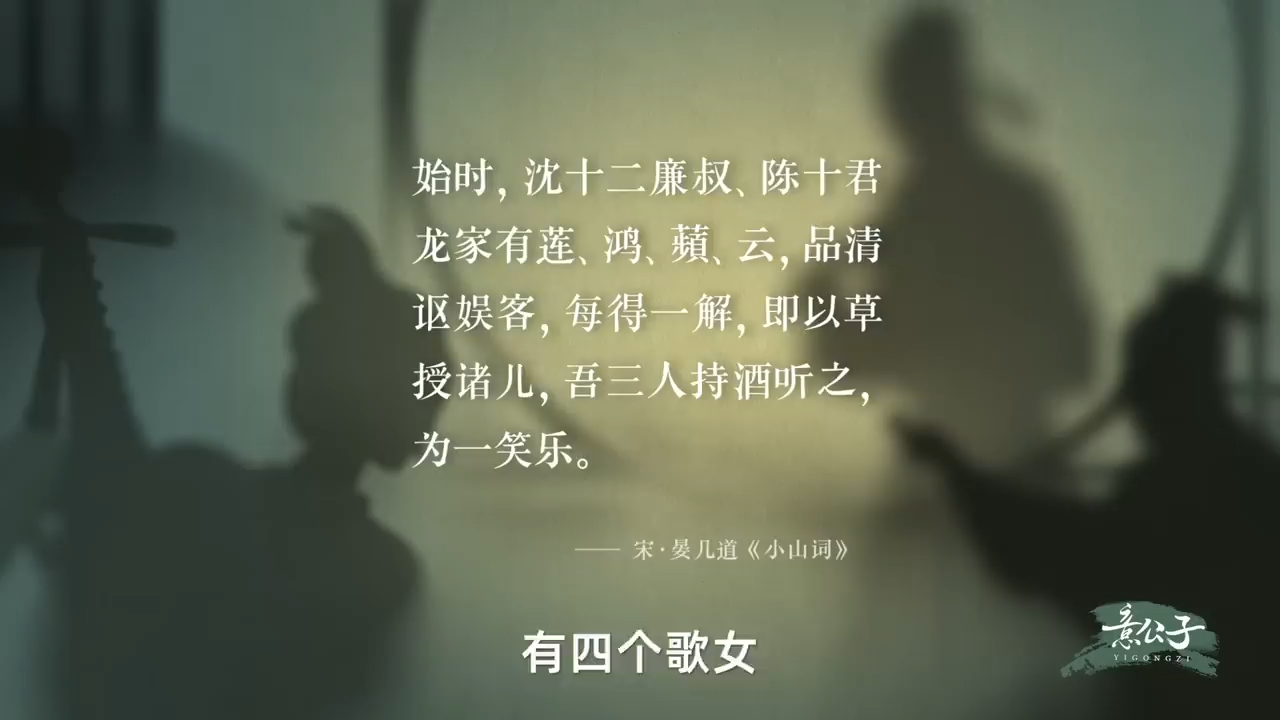 始时，沈十二廉叔、陈十君
龙家有莲、鸿、蘋、云，品清
讴娱客，每得一解，即以草
授诸儿，吾三人持酒听之，
为一笑乐。
—— 宋·晏几道《小山词》
有四个歌女
意公子
YIGONGZI